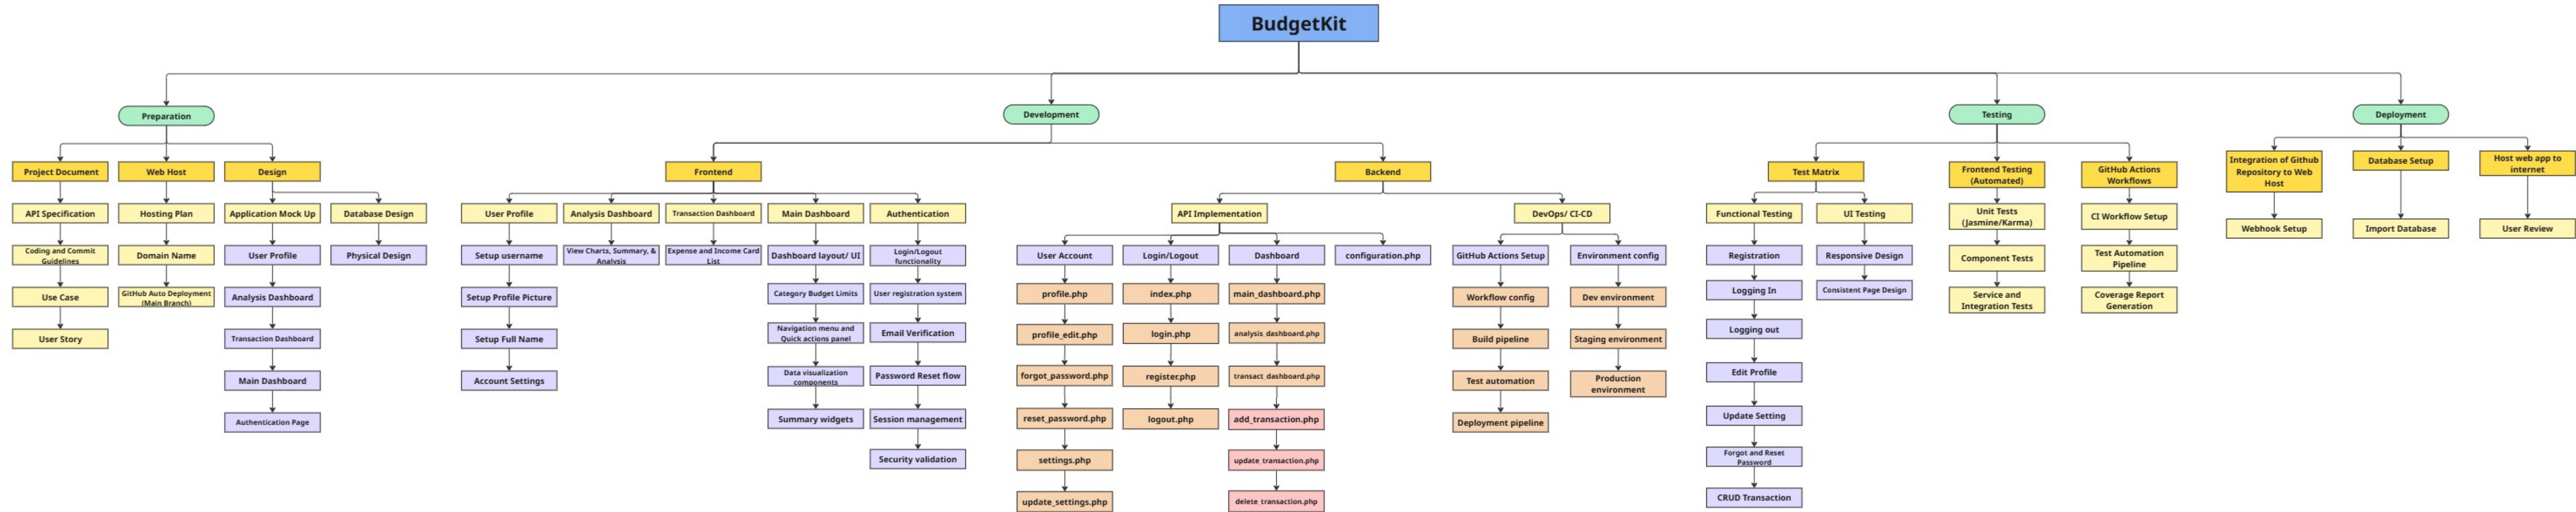 BudgetKit
Preparation
Development
Testing
Deployment
Project Document
Web Host
Design
Frontend
Backend
Test Matrix
Frontend Testing
(Automated)
GitHub Actions
Workflows
Integration of Github
Repository to Web
Host
Database Setup
Host web app to
internet
API Specification
Hosting Plan
Application Mock Up
Database Design
User Profile
Analysis Dashboard
Transaction Dashboard
Main Dashboard
Authentication
API Implementation
DevOps/ CI-CD
Functional Testing
UI Testing
Unit Tests
(Jasmine/Karma)
CI Workflow Setup
Webhook Setup
Import Database
User Review
Coding and Commit
Guidelines
Domain Name
User Profile
Physical Design
Setup username
View Charts, Summary, &
Analysis
Expense and Income Card
List
Dashboard layout/ UI
Login/Logout
functionality
User Account
Login/Logout
Dashboard
configuration.php
GitHub Actions Setup
Environment config
Registration
Responsive Design
Component Tests
Test Automation
Pipeline
Use Case
GitHub Auto Deployment
(Main Branch)
Analysis Dashboard
Setup Profile Picture
Category Budget Limits
User registration system
profile.php
index.php
main_dashboard.php
Workflow config
Dev environment
Logging In
Consistent Page Design
Service and
Integration Tests
Coverage Report
Generation
User Story
Transaction Dashboard
Setup Full Name
Navigation menu and
Quick actions panel
Email Verification
profile_edit.php
login.php
analysis_dashboard.php
Build pipeline
Staging environment
Logging out
Main Dashboard
Account Settings
Data visualization
components
Password Reset flow
forgot_password.php
register.php
transact_dashboard.php
Test automation
Production
environment
Edit Profile
Authentication Page
Summary widgets
Session management
reset_password.php
logout.php
add_transaction.php
Deployment pipeline
Update Setting
Security validation
settings.php
update_transaction.php
Forgot and Reset
Password
update_settings.php
delete_transaction.php
CRUD Transaction